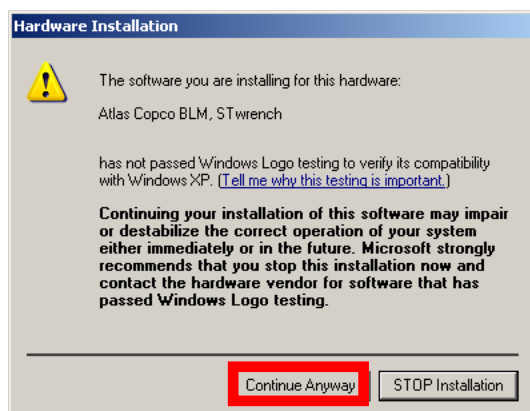 Hardware Installation
The software you are installing for this hardware:
Atlas Copco BLM, STwrench
has not passed Windows Logo testing to verify its compatibility
with Windows XP. (Tell me why this testing is important.)
Continuing your installation of this software may impair
or destabilize the correct operation of your system
either immediately or in the future. Microsoft strongly
recommends that you stop this installation now and
contact the hardware vendor for software that has
passed Windows Logo testing.
Continue Anyway
STOP Installation